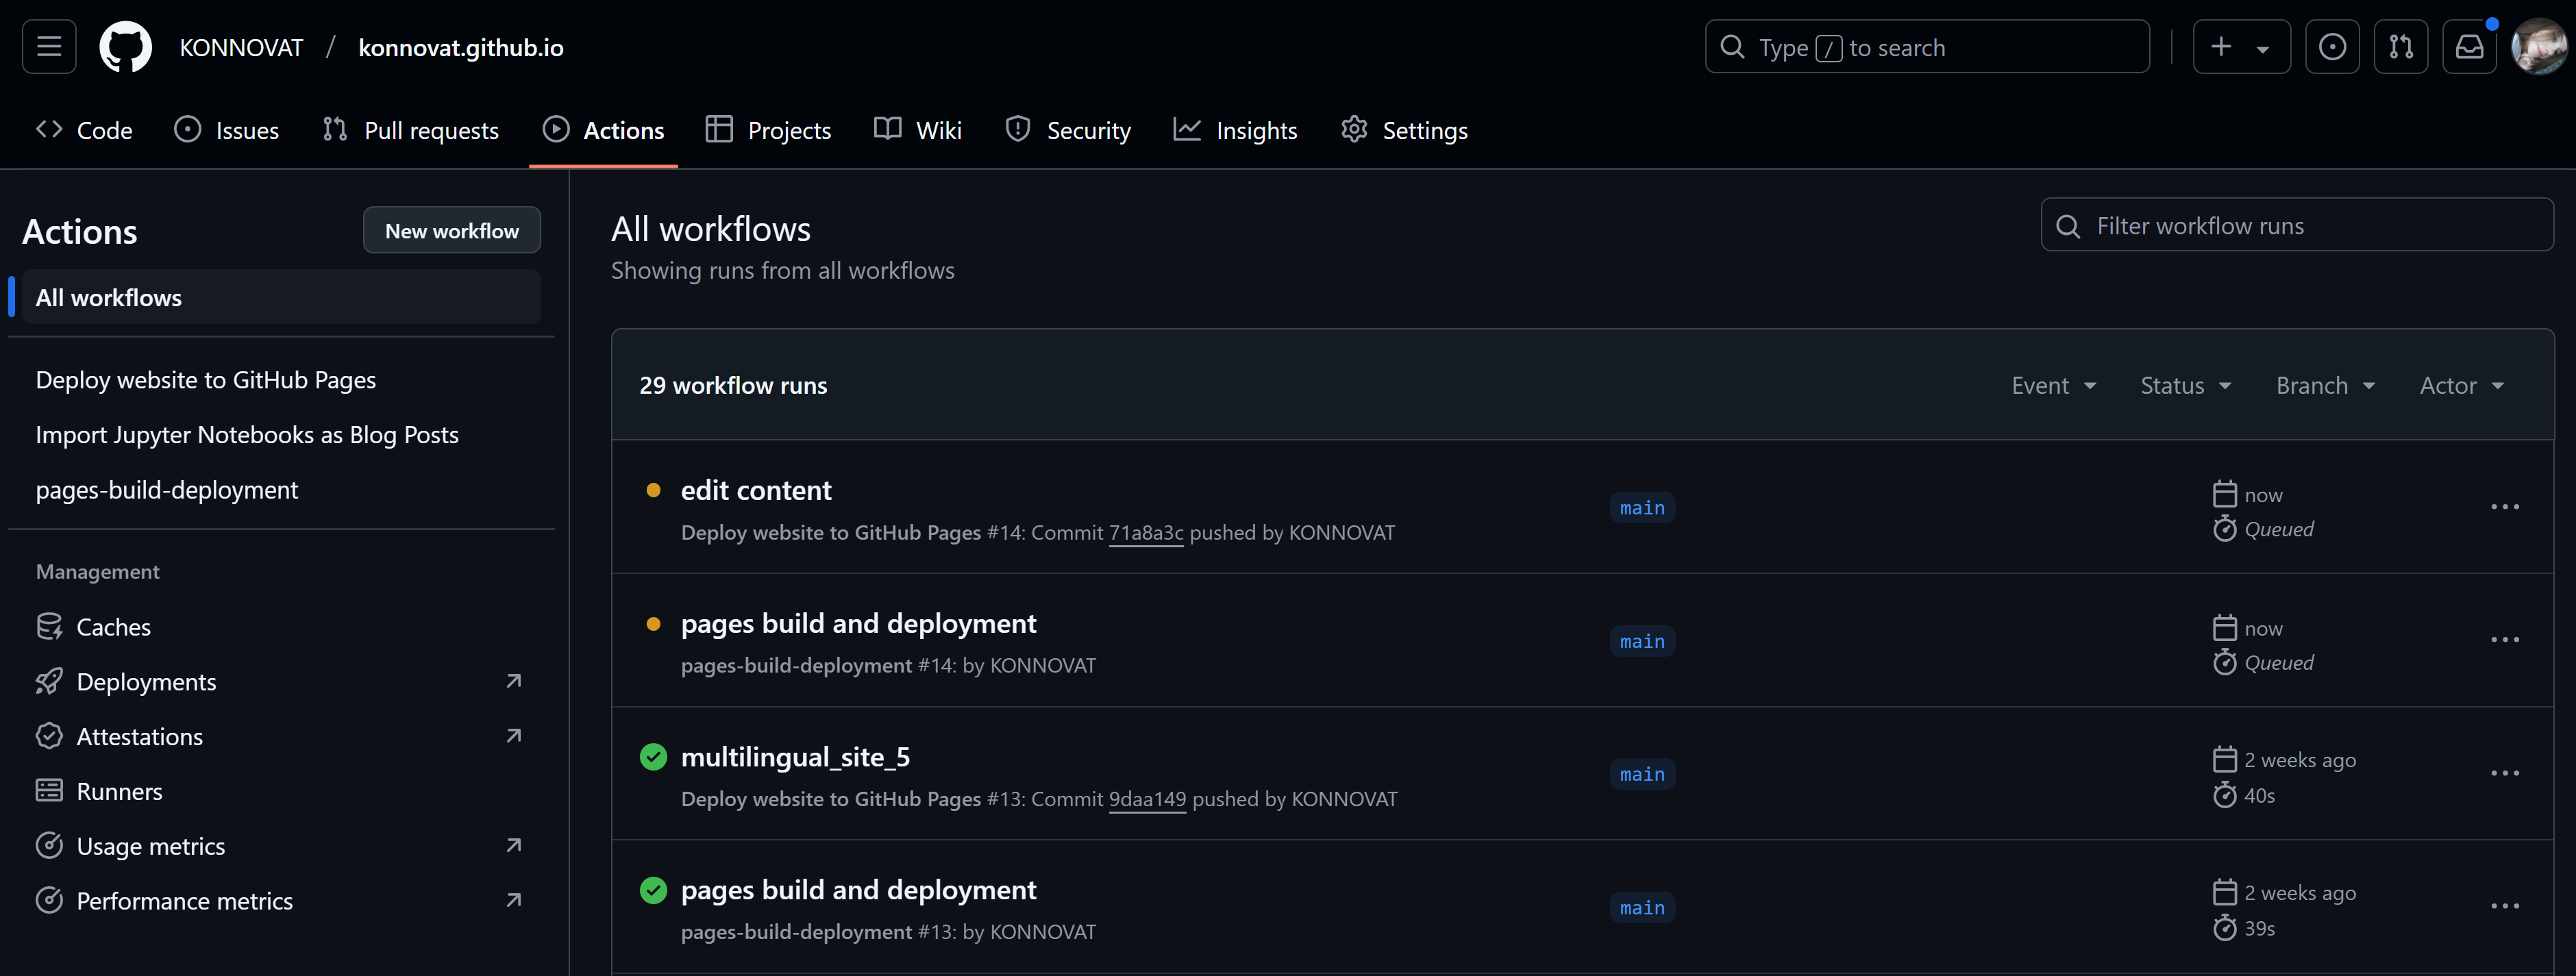 KONNOVAT / konnovat.github.io
Type / to search
Code
Issues
Pull requests
Actions
Projects
Wiki
Security
Insights
Settings
Actions
New workflow
All workflows
Deploy website to GitHub Pages
Import Jupyter Notebooks as Blog Posts
pages-build-deployment
Management
Caches
Deployments
Attestations
Runners
Usage metrics
Performance metrics
All workflows
Showing runs from all workflows
Filter workflow runs
29 workflow runs
Event
Status
Branch
Actor
edit content
Deploy website to GitHub Pages #14: Commit 71a8a3c pushed by KONNOVAT
main
now
Queued
pages build and deployment
pages-build-deployment #14: by KONNOVAT
main
now
Queued
multilingual_site_5
Deploy website to GitHub Pages #13: Commit 9daa149 pushed by KONNOVAT
main
2 weeks ago
40s
pages build and deployment
pages-build-deployment #13: by KONNOVAT
main
2 weeks ago
39s